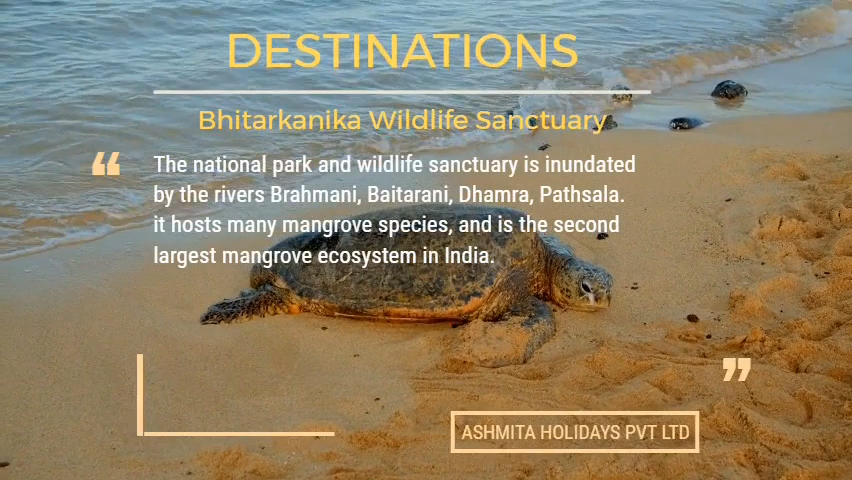 DESTINATIONS
Bhitarkanika Wildlife Sanctuary
“
The national park and wildlife sanctuary is inundated
by the rivers Brahmani, Baitarani, Dhamra, Pathsala.
it hosts many mangrove species, and is the second
largest mangrove ecosystem in India.
”
ASHMITA HOLIDAYS PVT LTD